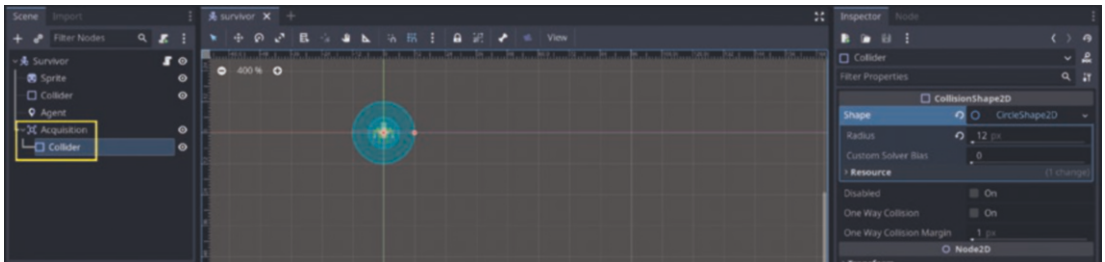 Scene Import
Filter Nodes
Survivor
Sprite
Collider
Agent
Acquisition
Collider
survivor
View
400 %
Inspector Node
Collider
Filter Properties
CollisionShape2D
Shape CircleShape2D
Radius 12 px
Custom Solver Bias 0
Resource (1 change)
Disabled On
One Way Collision On
One Way Collision Margin 1 px
Node2D